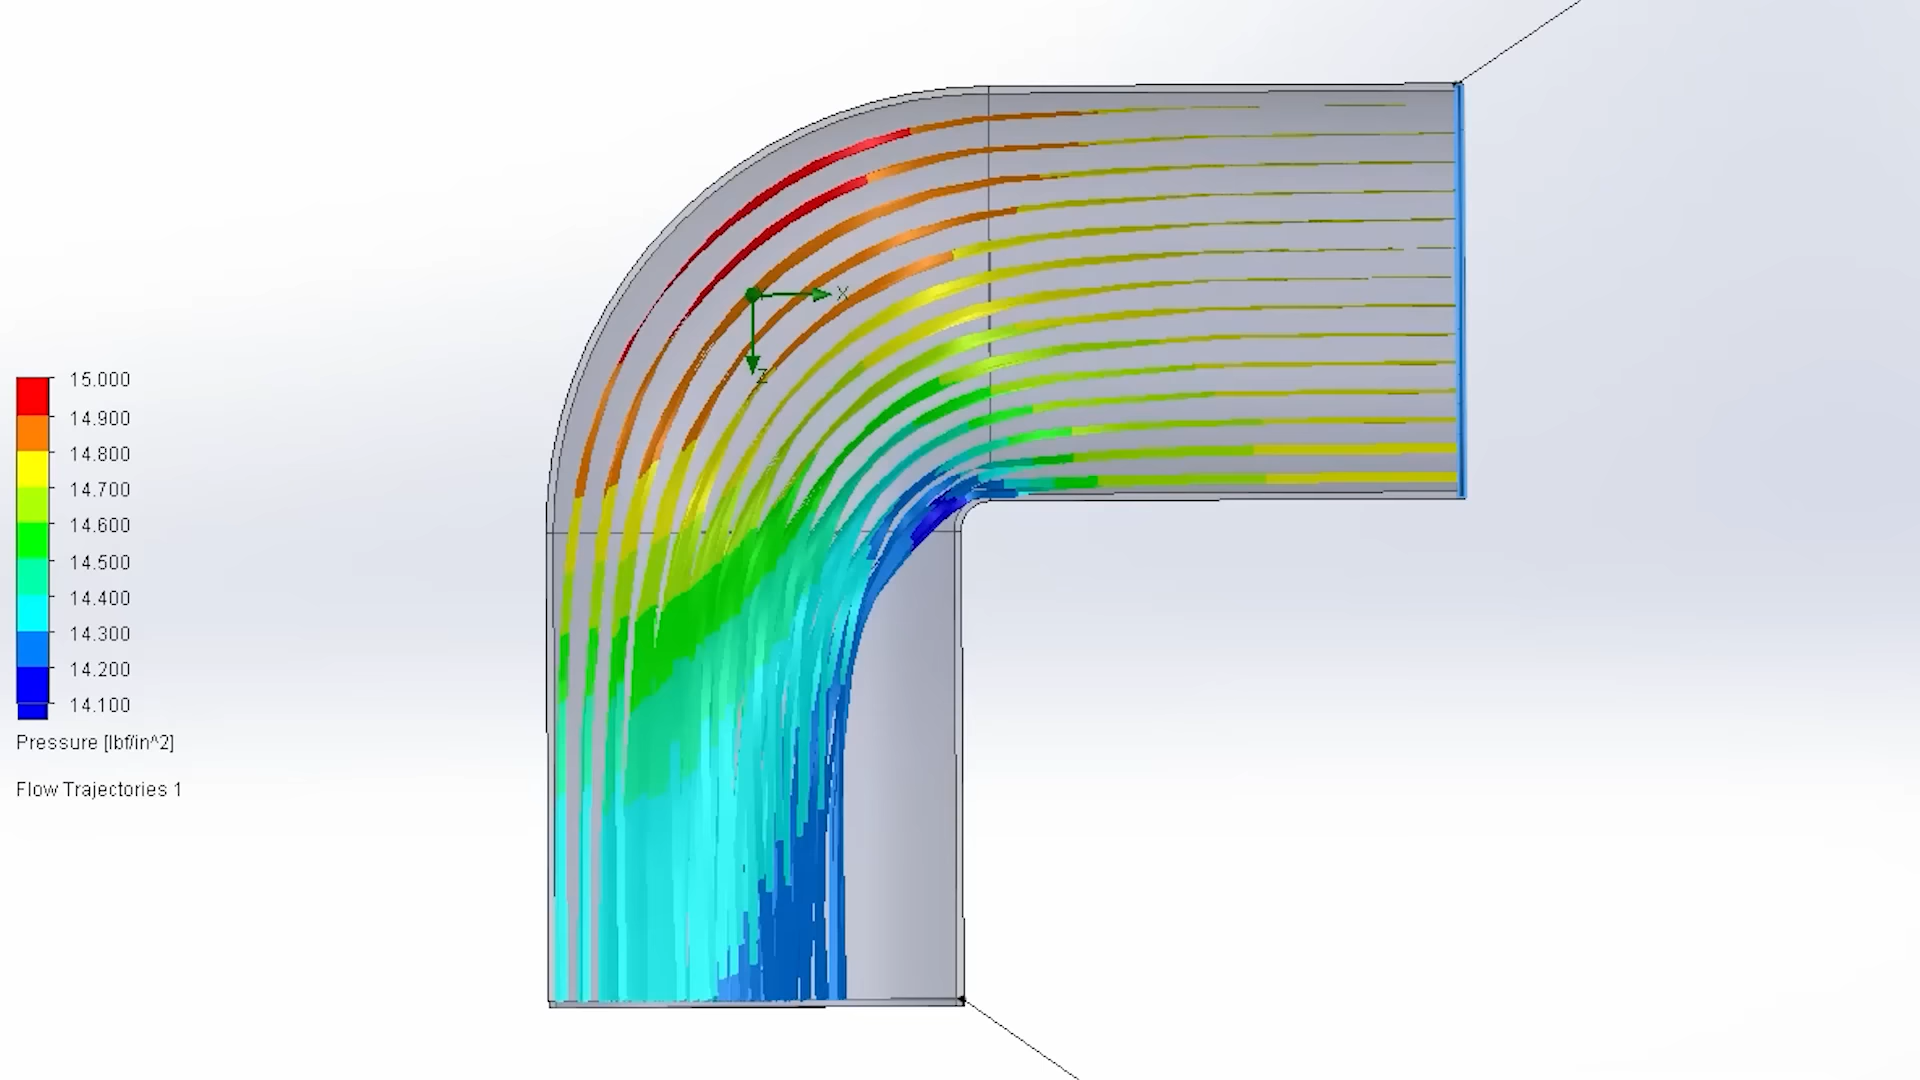 X
Z
15.000
14.900
14.800
14.700
14.600
14.500
14.400
14.300
14.200
14.100
Pressure [lbf/in^2]
Flow Trajectories 1